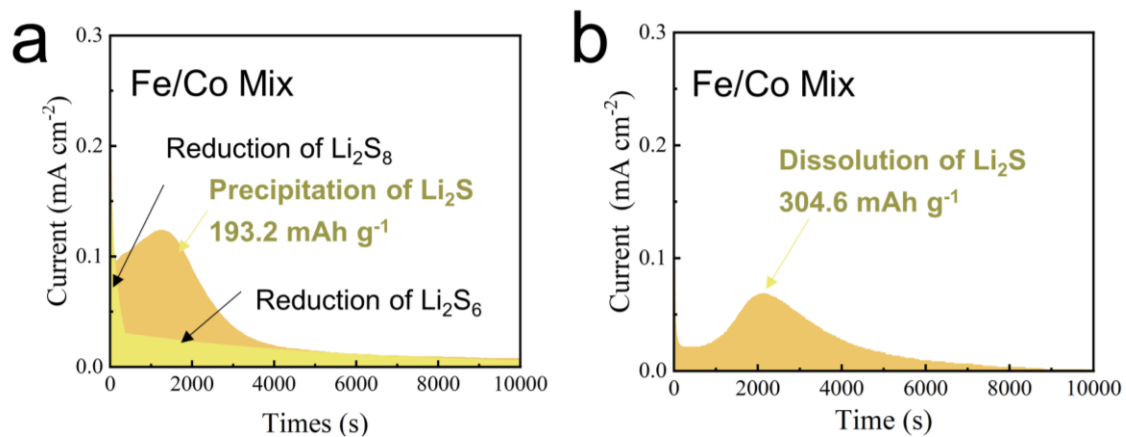 a
0.3
0.2
0.1
0.0
Current (mA cm⁻²)
Fe/Co Mix
Reduction of Li₂S₈
Precipitation of Li₂S
193.2 mAh g⁻¹
Reduction of Li₂S₆
0 2000 4000 6000 8000 10000
Times (s)
b
0.3
0.2
0.1
0.0
Current (mA cm⁻²)
Fe/Co Mix
Dissolution of Li₂S
304.6 mAh g⁻¹
0 2000 4000 6000 8000 10000
Time (s)